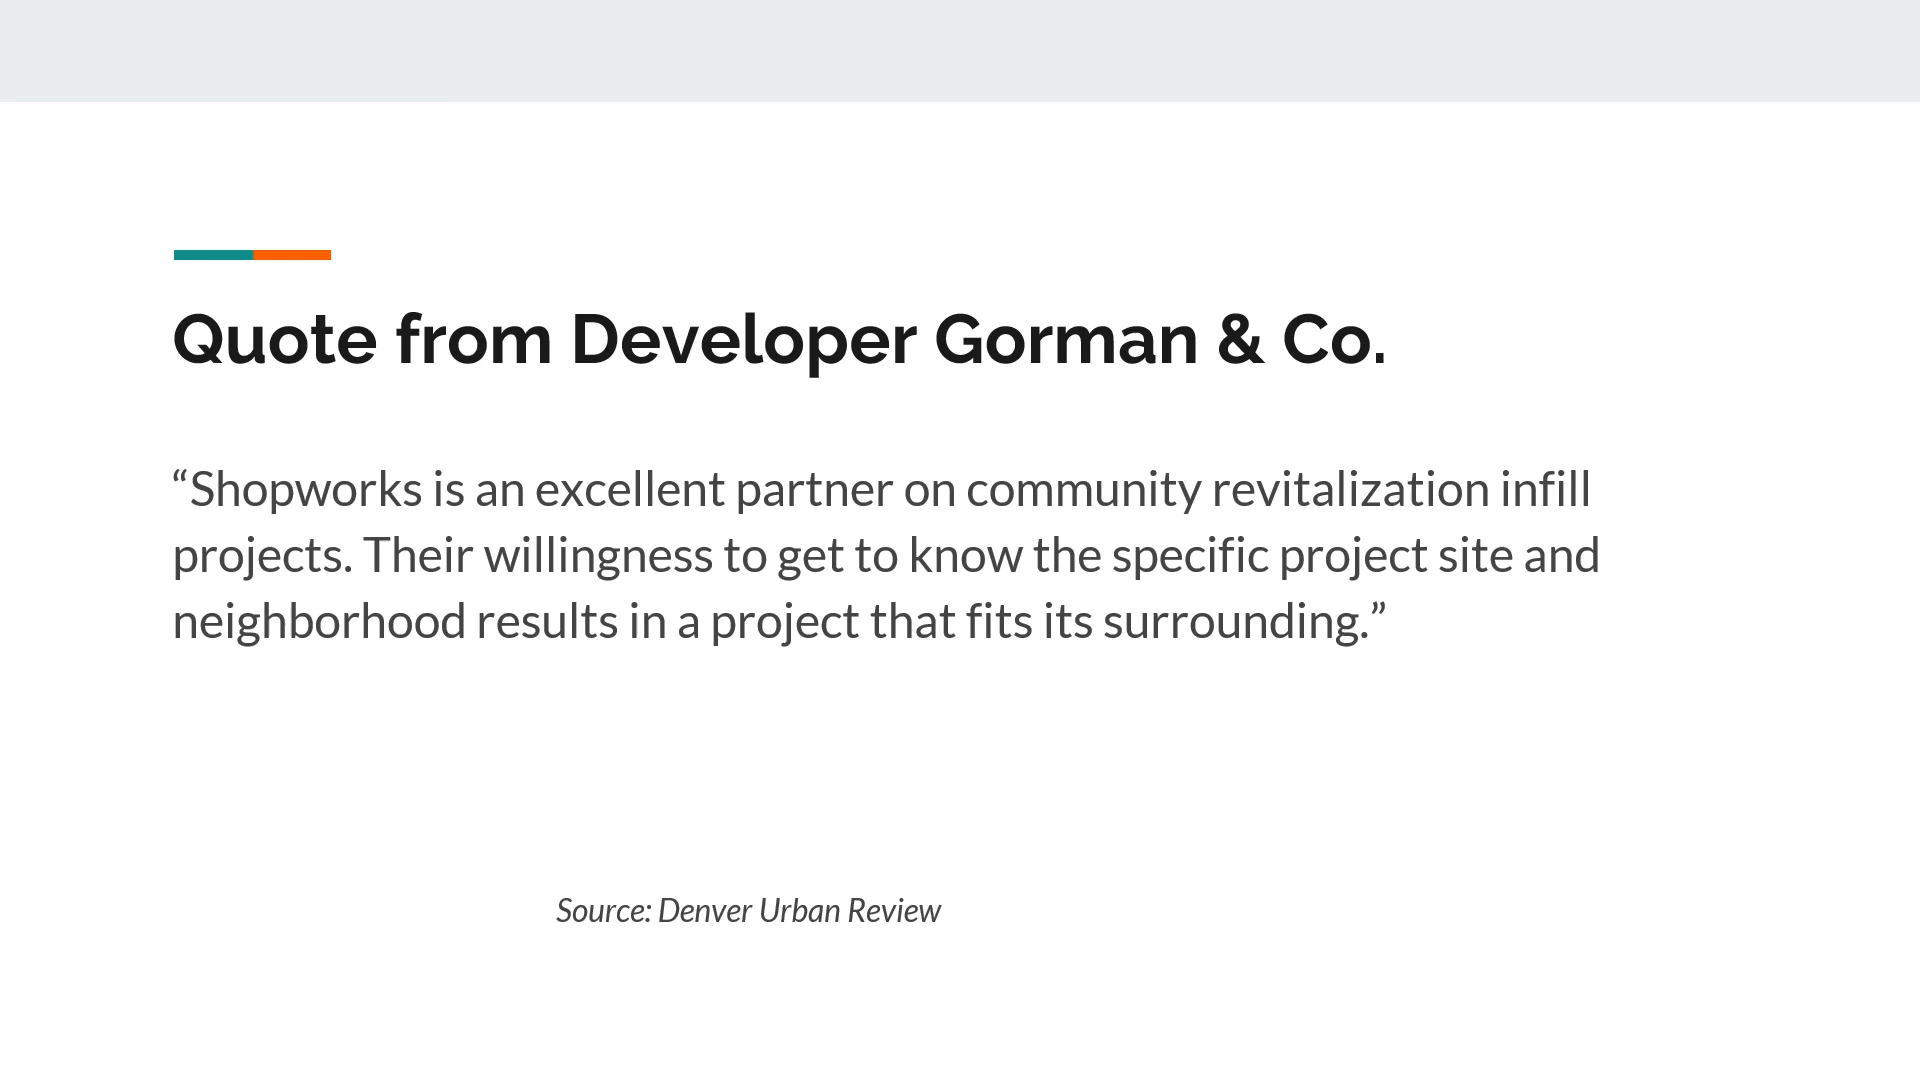 Quote from Developer Gorman & Co.
“Shopworks is an excellent partner on community revitalization infill
projects. Their willingness to get to know the specific project site and
neighborhood results in a project that fits its surrounding.”
Source: Denver Urban Review